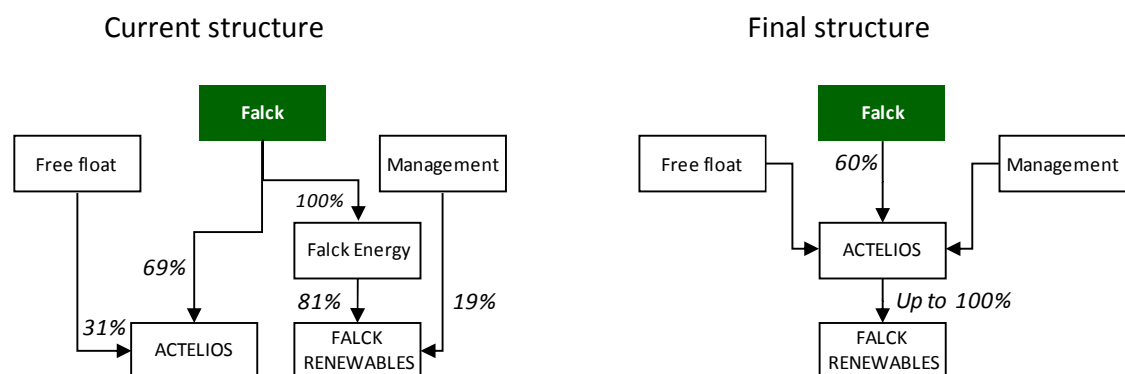 Current structure
Final structure
Falck
Free float
Management
100%
Falck Energy
69%
81%
19%
31%
ACTELIOS
FALCK
RENEWABLES
Falck
Free float
60%
Management
ACTELIOS
Up to 100%
FALCK
RENEWABLES